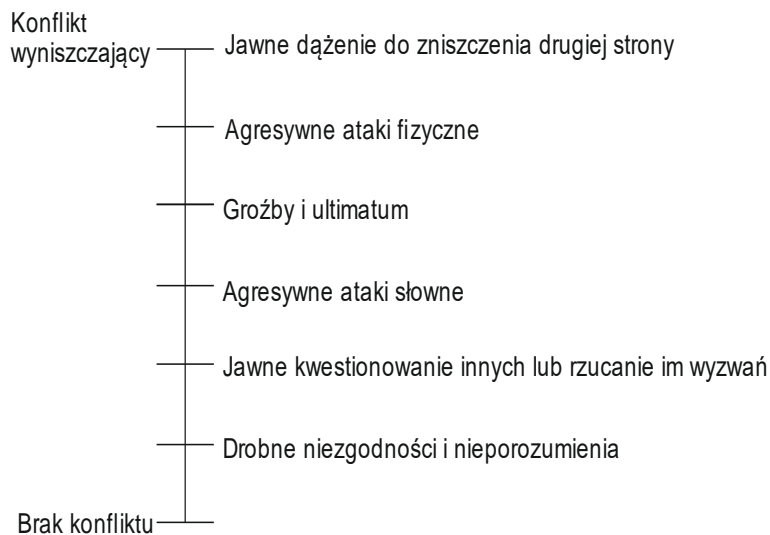 Konflikt
wyniszczający
Jawne dążenie do zniszczenia drugiej strony
Agresywne ataki fizyczne
Groźby i ultimatum
Agresywne ataki słowne
Jawne kwestionowanie innych lub rzucanie im wyzwań
Drobne niezgodności i nieporozumienia
Brak konfliktu